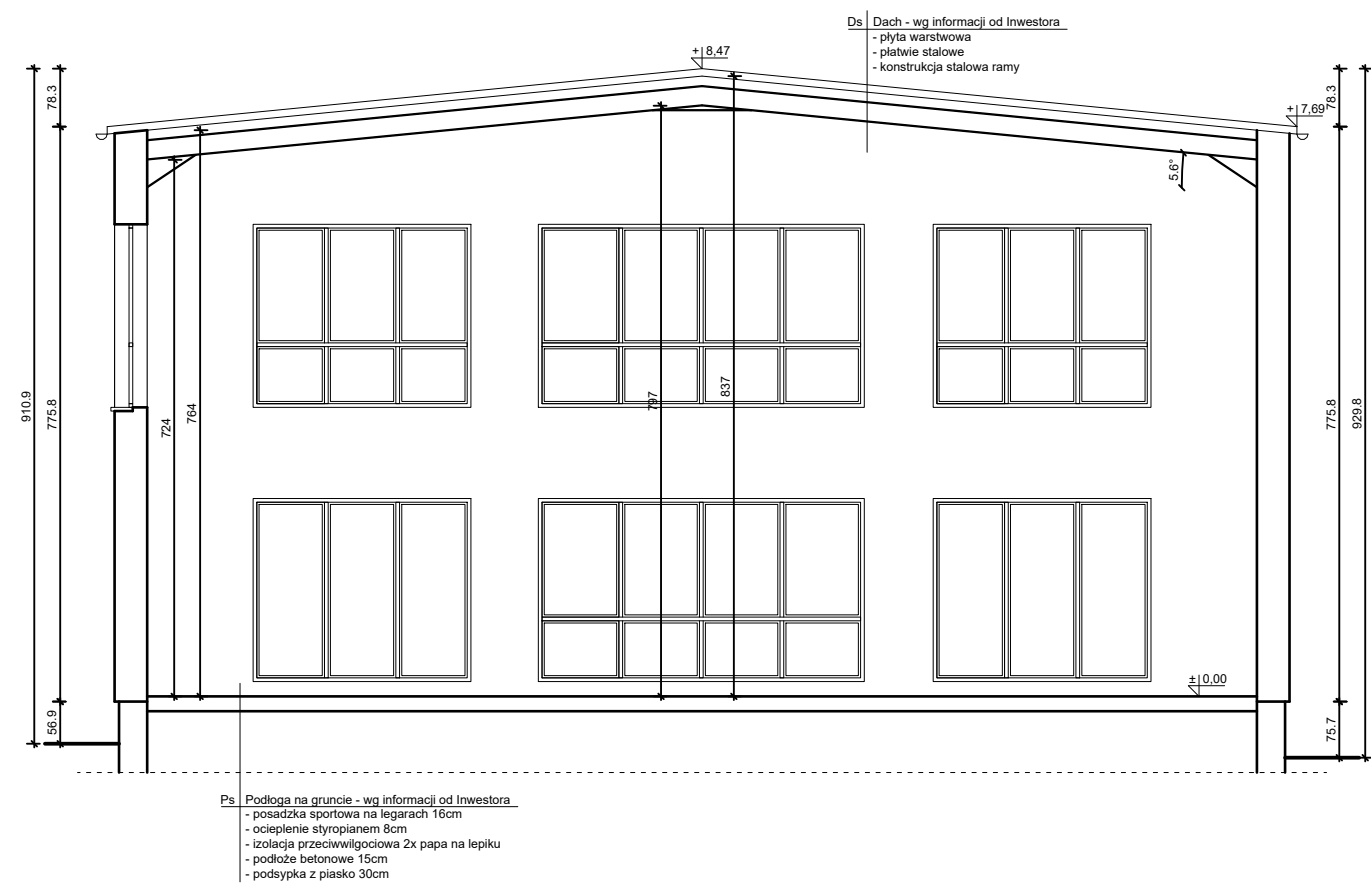 Ds Dach - wg informacji od Inwestora
- płyta warstwowa
- płatwie stalowe
- konstrukcja stalowa ramy
+ 8,47
+ 7,69
78.3
78.3
5.6°
910.9
775.8
724
764
797
837
775.8
929.8
± 0,00
56.9
75.7
Ps Podłoga na gruncie - wg informacji od Inwestora
- posadzka sportowa na legarach 16cm
- ocieplenie styropianem 8cm
- izolacja przeciwwilgociowa 2x papa na lepiku
- podłoże betonowe 15cm
- podsypka z piasko 30cm